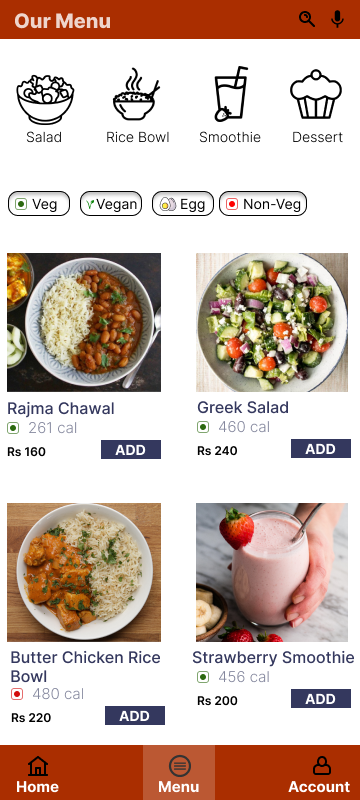 Our Menu
Salad
Rice Bowl
Smoothie
Dessert
Veg
Vegan
Egg
Non-Veg
Rajma Chawal
261 cal
Rs 160
ADD
Greek Salad
460 cal
Rs 240
ADD
Butter Chicken Rice
Bowl
480 cal
Rs 220
ADD
Strawberry Smoothie
456 cal
Rs 200
ADD
Home
Menu
Account